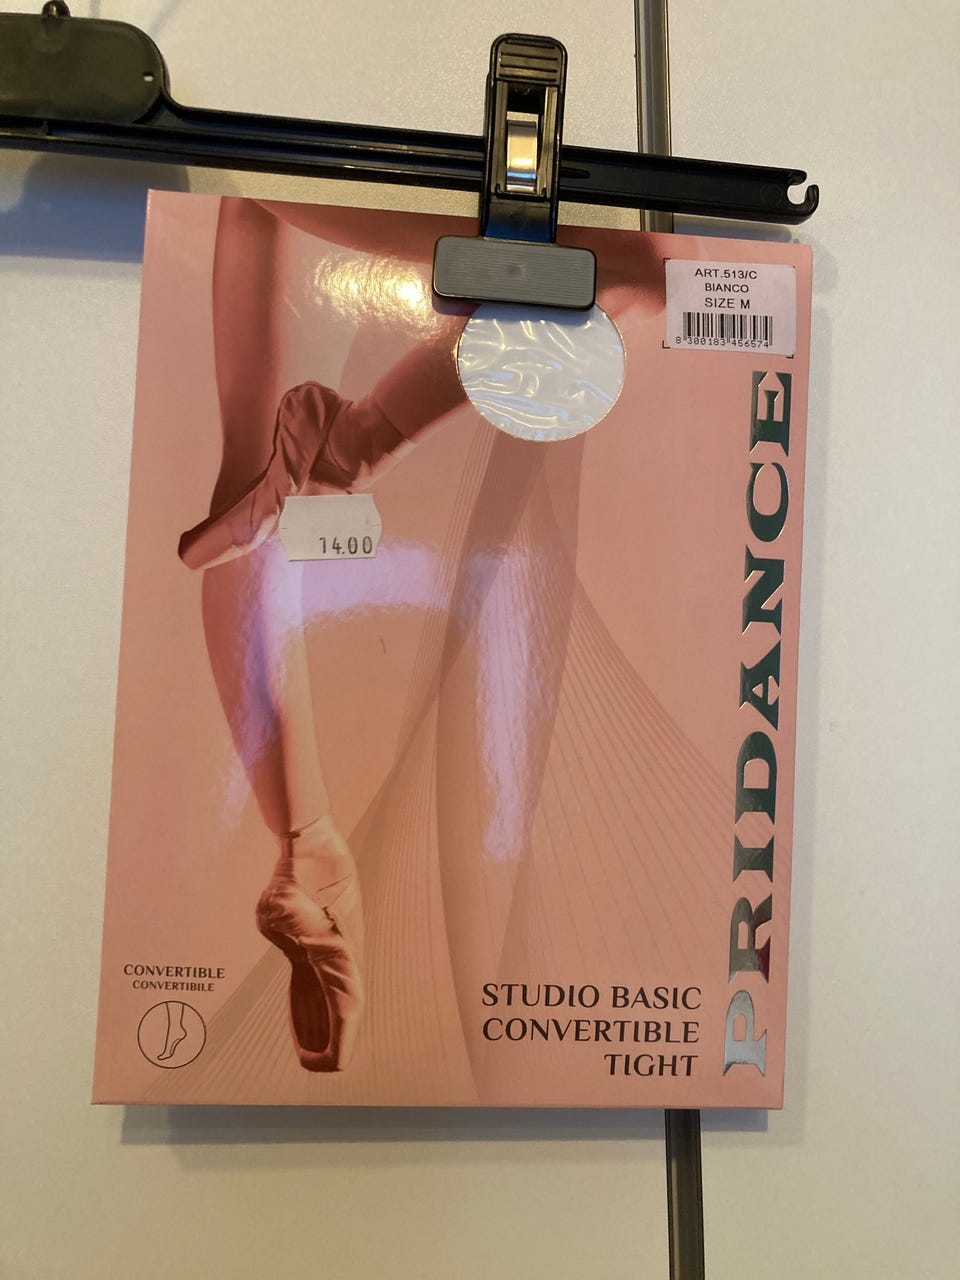 ART.513/C
BIANCO
SIZE M
8 300183 456574
PRIDANCE
14.00
CONVERTIBLE
CONVERTIBILE
STUDIO BASIC
CONVERTIBLE
TIGHT